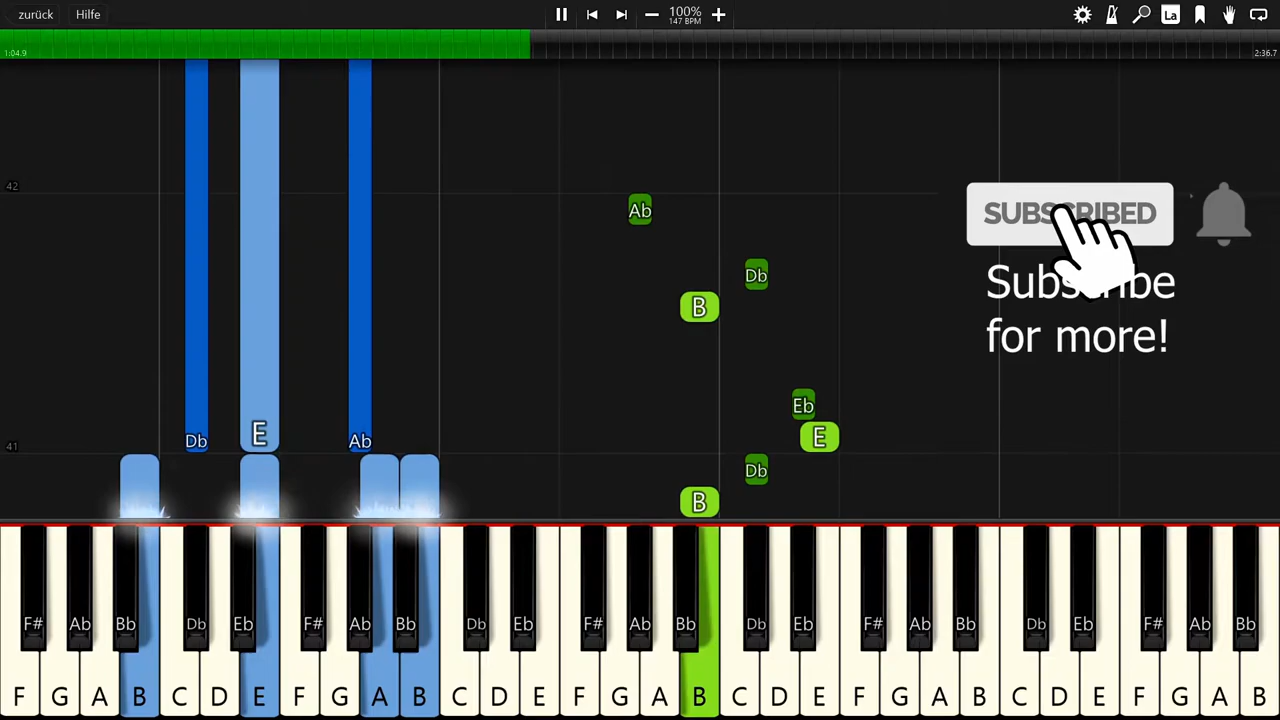 zurück Hilfe 100% La
147 BPM
1:04.9 2:36.7
42
Ab
SUBSCRIBED
Db
Subscribe
B
for more!
Eb
Db E Ab E
41
Db
B
F# Ab Bb Db Eb F# Ab Bb Db Eb F# Ab Bb Db Eb F# Ab Bb Db Eb F# Ab Bb
F G A B C D E F G A B C D E F G A B C D E F G A B C D E F G A B